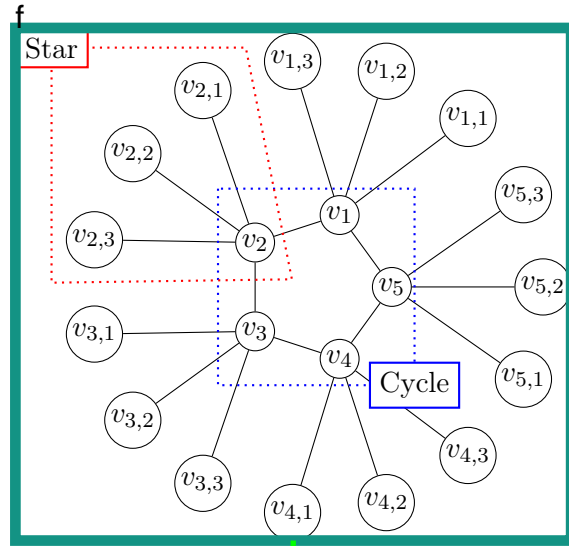 f
Star
v1,3
v1,2
v2,1
v1,1
v2,2
v5,3
v1
v2,3
v2
v5
v5,2
v3,1
v3
v4
v5,1
Cycle
v3,2
v4,3
v3,3
v4,1
v4,2